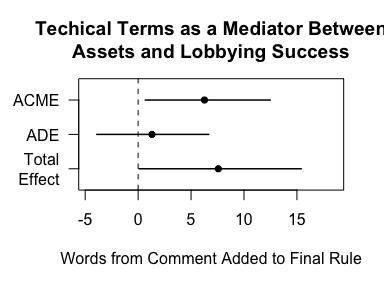 Techical Terms as a Mediator Between
Assets and Lobbying Success
ACME
ADE
Total
Effect
-5 0 5 10 15
Words from Comment Added to Final Rule